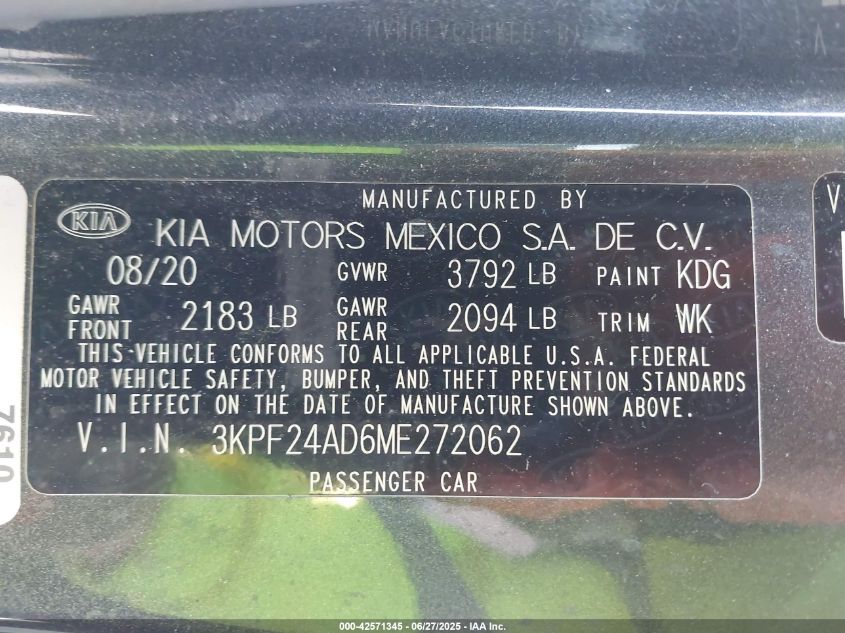 MANUFACTURED BY
KIA KIA MOTORS MEXICO S.A. DE C.V.
08/20 GVWR 3792 LB PAINT KDG
GAWR FRONT 2183 LB GAWR REAR 2094 LB TRIM WK
THIS VEHICLE CONFORMS TO ALL APPLICABLE U.S.A. FEDERAL
MOTOR VEHICLE SAFETY, BUMPER, AND THEFT PREVENTION STANDARDS
IN EFFECT ON THE DATE OF MANUFACTURE SHOWN ABOVE.
V.I.N. 3KPF24AD6ME272062
PASSENGER CAR
7610
V
000-42571345 | 06/27/2025 - IAA Inc.